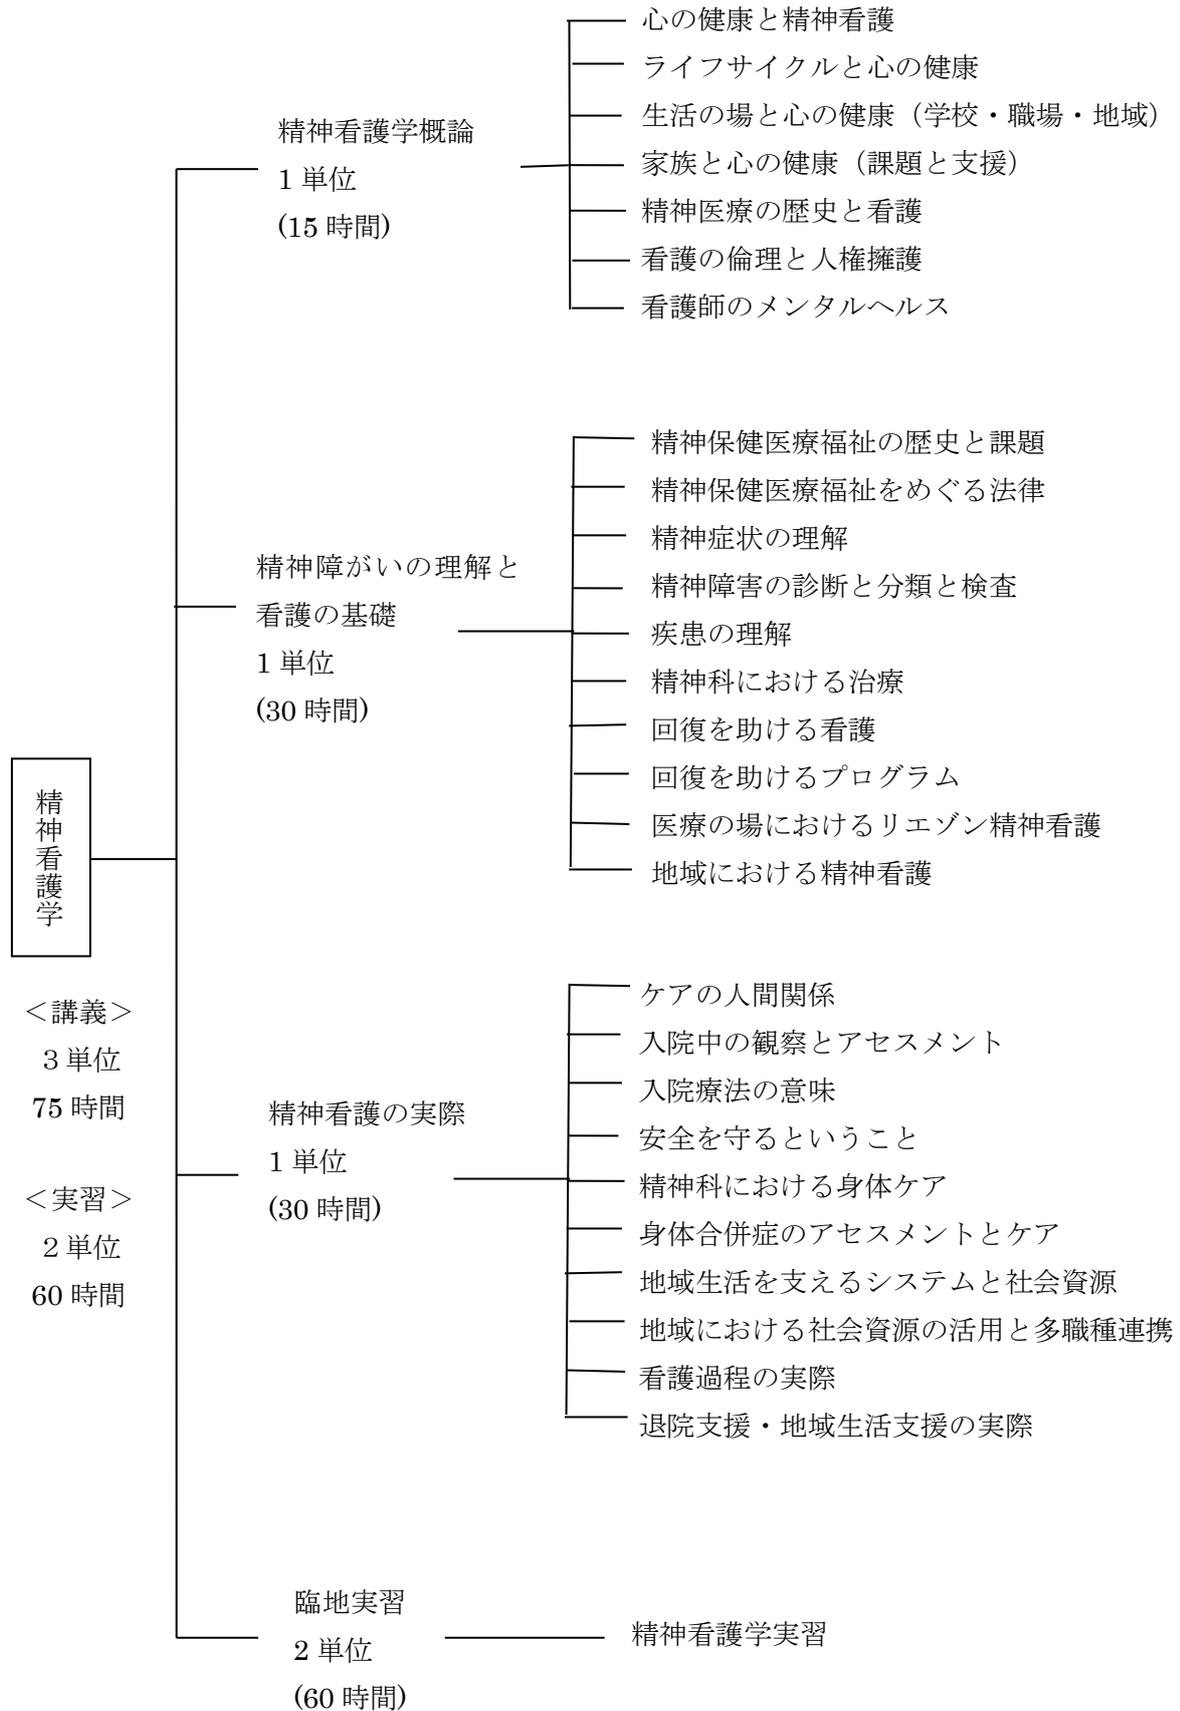 精神看護学
＜講義＞
３単位
75 時間
＜実習＞
２単位
60 時間
精神看護学概論
1 単位
(15 時間)
心の健康と精神看護
ライフサイクルと心の健康
生活の場と心の健康（学校・職場・地域）
家族と心の健康（課題と支援）
精神医療の歴史と看護
看護の倫理と人権擁護
看護師のメンタルヘルス
精神障がいの理解と
看護の基礎
1 単位
(30 時間)
精神保健医療福祉の歴史と課題
精神保健医療福祉をめぐる法律
精神症状の理解
精神障害の診断と分類と検査
疾患の理解
精神科における治療
回復を助ける看護
回復を助けるプログラム
医療の場におけるリエゾン精神看護
地域における精神看護
精神看護の実際
1 単位
(30 時間)
ケアの人間関係
入院中の観察とアセスメント
入院療法の意味
安全を守るということ
精神科における身体ケア
身体合併症のアセスメントとケア
地域生活を支えるシステムと社会資源
地域における社会資源の活用と多職種連携
看護過程の実際
退院支援・地域生活支援の実際
臨地実習
2 単位
(60 時間)
精神看護学実習